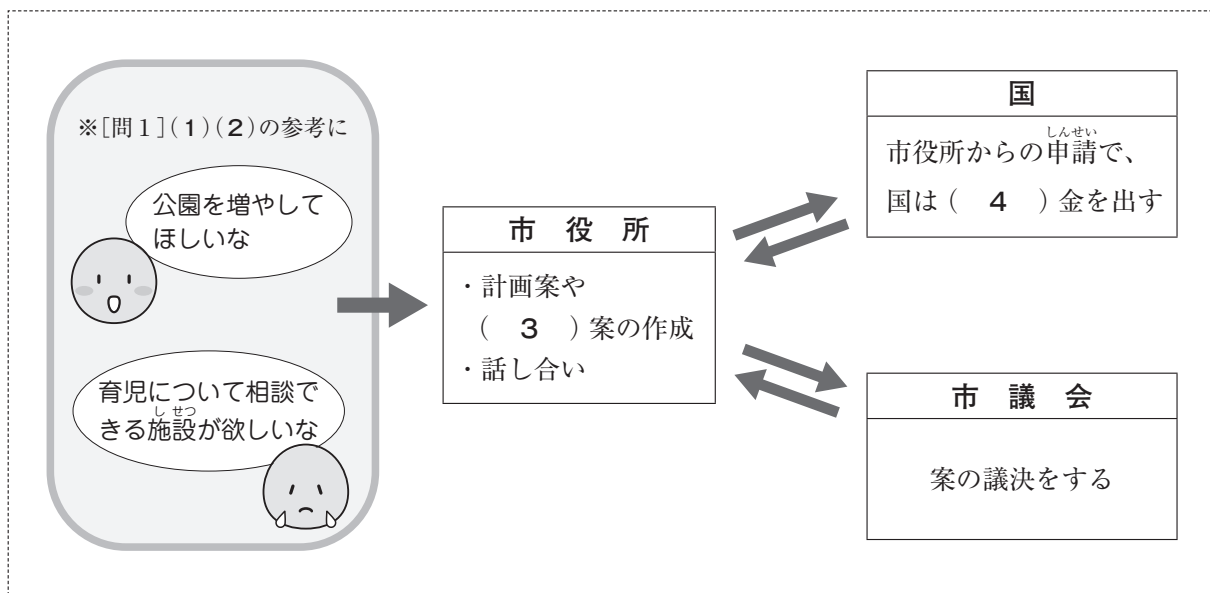 ※[問1](1)(2)の参考に
公園を増やして
ほしいな
育児について相談で
きる施設が欲しいな
しせつ
市役所
・計画案や
( 3 )案の作成
・話し合い
国
しんせい
市役所からの申請で、
国は( 4 )金を出す
市議会
案の議決をする